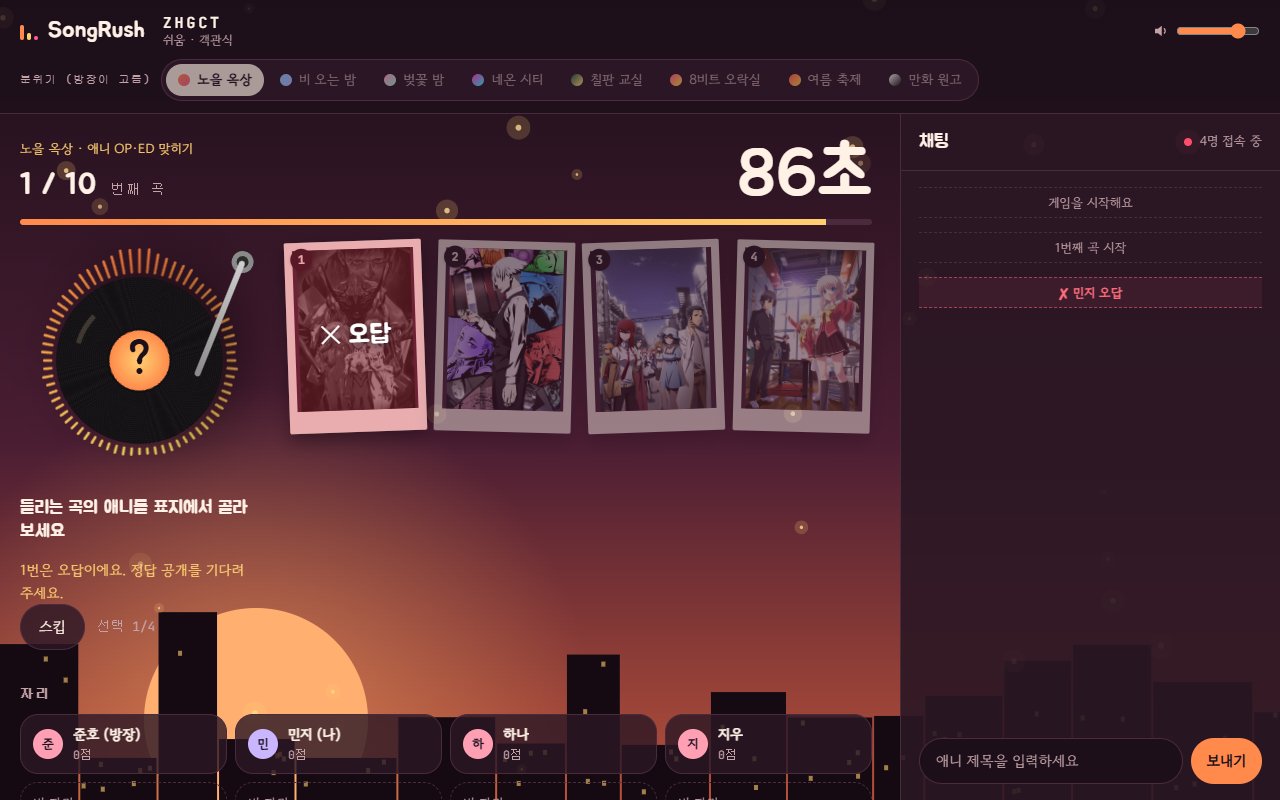 SongRush
ZHGCT
쉬움 · 객관식
분위기 (방장이 고름)
노을 옥상
비 오는 밤
벚꽃 밤
네온 시티
칠판 교실
8비트 오락실
여름 축제
만화 원고
노을 옥상 · 애니 OP·ED 맞히기
1 / 10 번째 곡
86초
채팅
4명 접속 중
게임을 시작해요
1번째 곡 시작
✗ 민지 오답
?
1
✕ 오답
2
3
4
들리는 곡의 애니를 표지에서 골라
보세요
1번은 오답이에요. 정답 공개를 기다려
주세요.
스킵
선택 1/4
자리
준
준호 (방장)
0점
민
민지 (나)
0점
하
하나
0점
지
지우
0점
애니 제목을 입력하세요
보내기